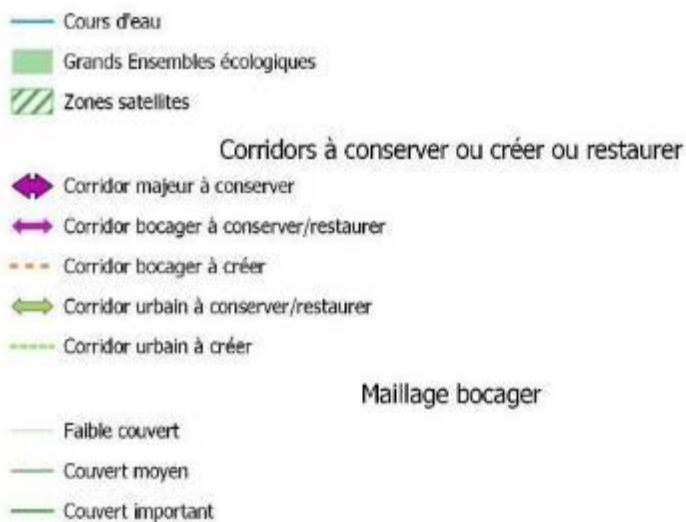 Cours d'eau
Grands Ensembles écologiques
Zones satellites
Corridors à conserver ou créer ou restaurer
Corridor majeur à conserver
Corridor bocager à conserver/restaurer
Corridor bocager à créer
Corridor urbain à conserver/restaurer
Corridor urbain à créer
Maillage bocager
Faible couvert
Couvert moyen
Couvert important